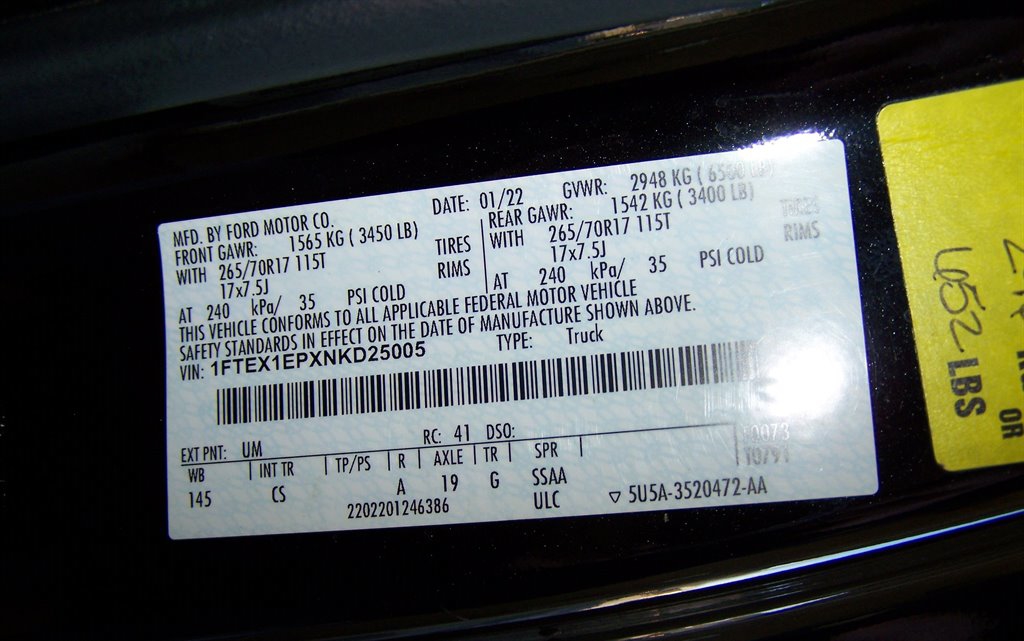 MFD. BY FORD MOTOR CO. DATE: 01/22 GVWR: 2948 KG ( 6500 LB)
FRONT GAWR: 1565 KG ( 3450 LB) REAR GAWR: 1542 KG ( 3400 LB)
WITH 265/70R17 115T TIRES WITH 265/70R17 115T TIRES
17x7.5J RIMS 17x7.5J RIMS
AT 240 kPa/ 35 PSI COLD AT 240 kPa/ 35 PSI COLD
THIS VEHICLE CONFORMS TO ALL APPLICABLE FEDERAL MOTOR VEHICLE
SAFETY STANDARDS IN EFFECT ON THE DATE OF MANUFACTURE SHOWN ABOVE.
VIN: 1FTEX1EPXNKD25005 TYPE: Truck
EXT PNT: UM RC: 41 DSO:
WB INT TR TP/PS R AXLE TR SPR
145 CS A 19 G SSAA
2202201246386 ULC ▽ 5U5A-3520472-AA
452 LBS
OR